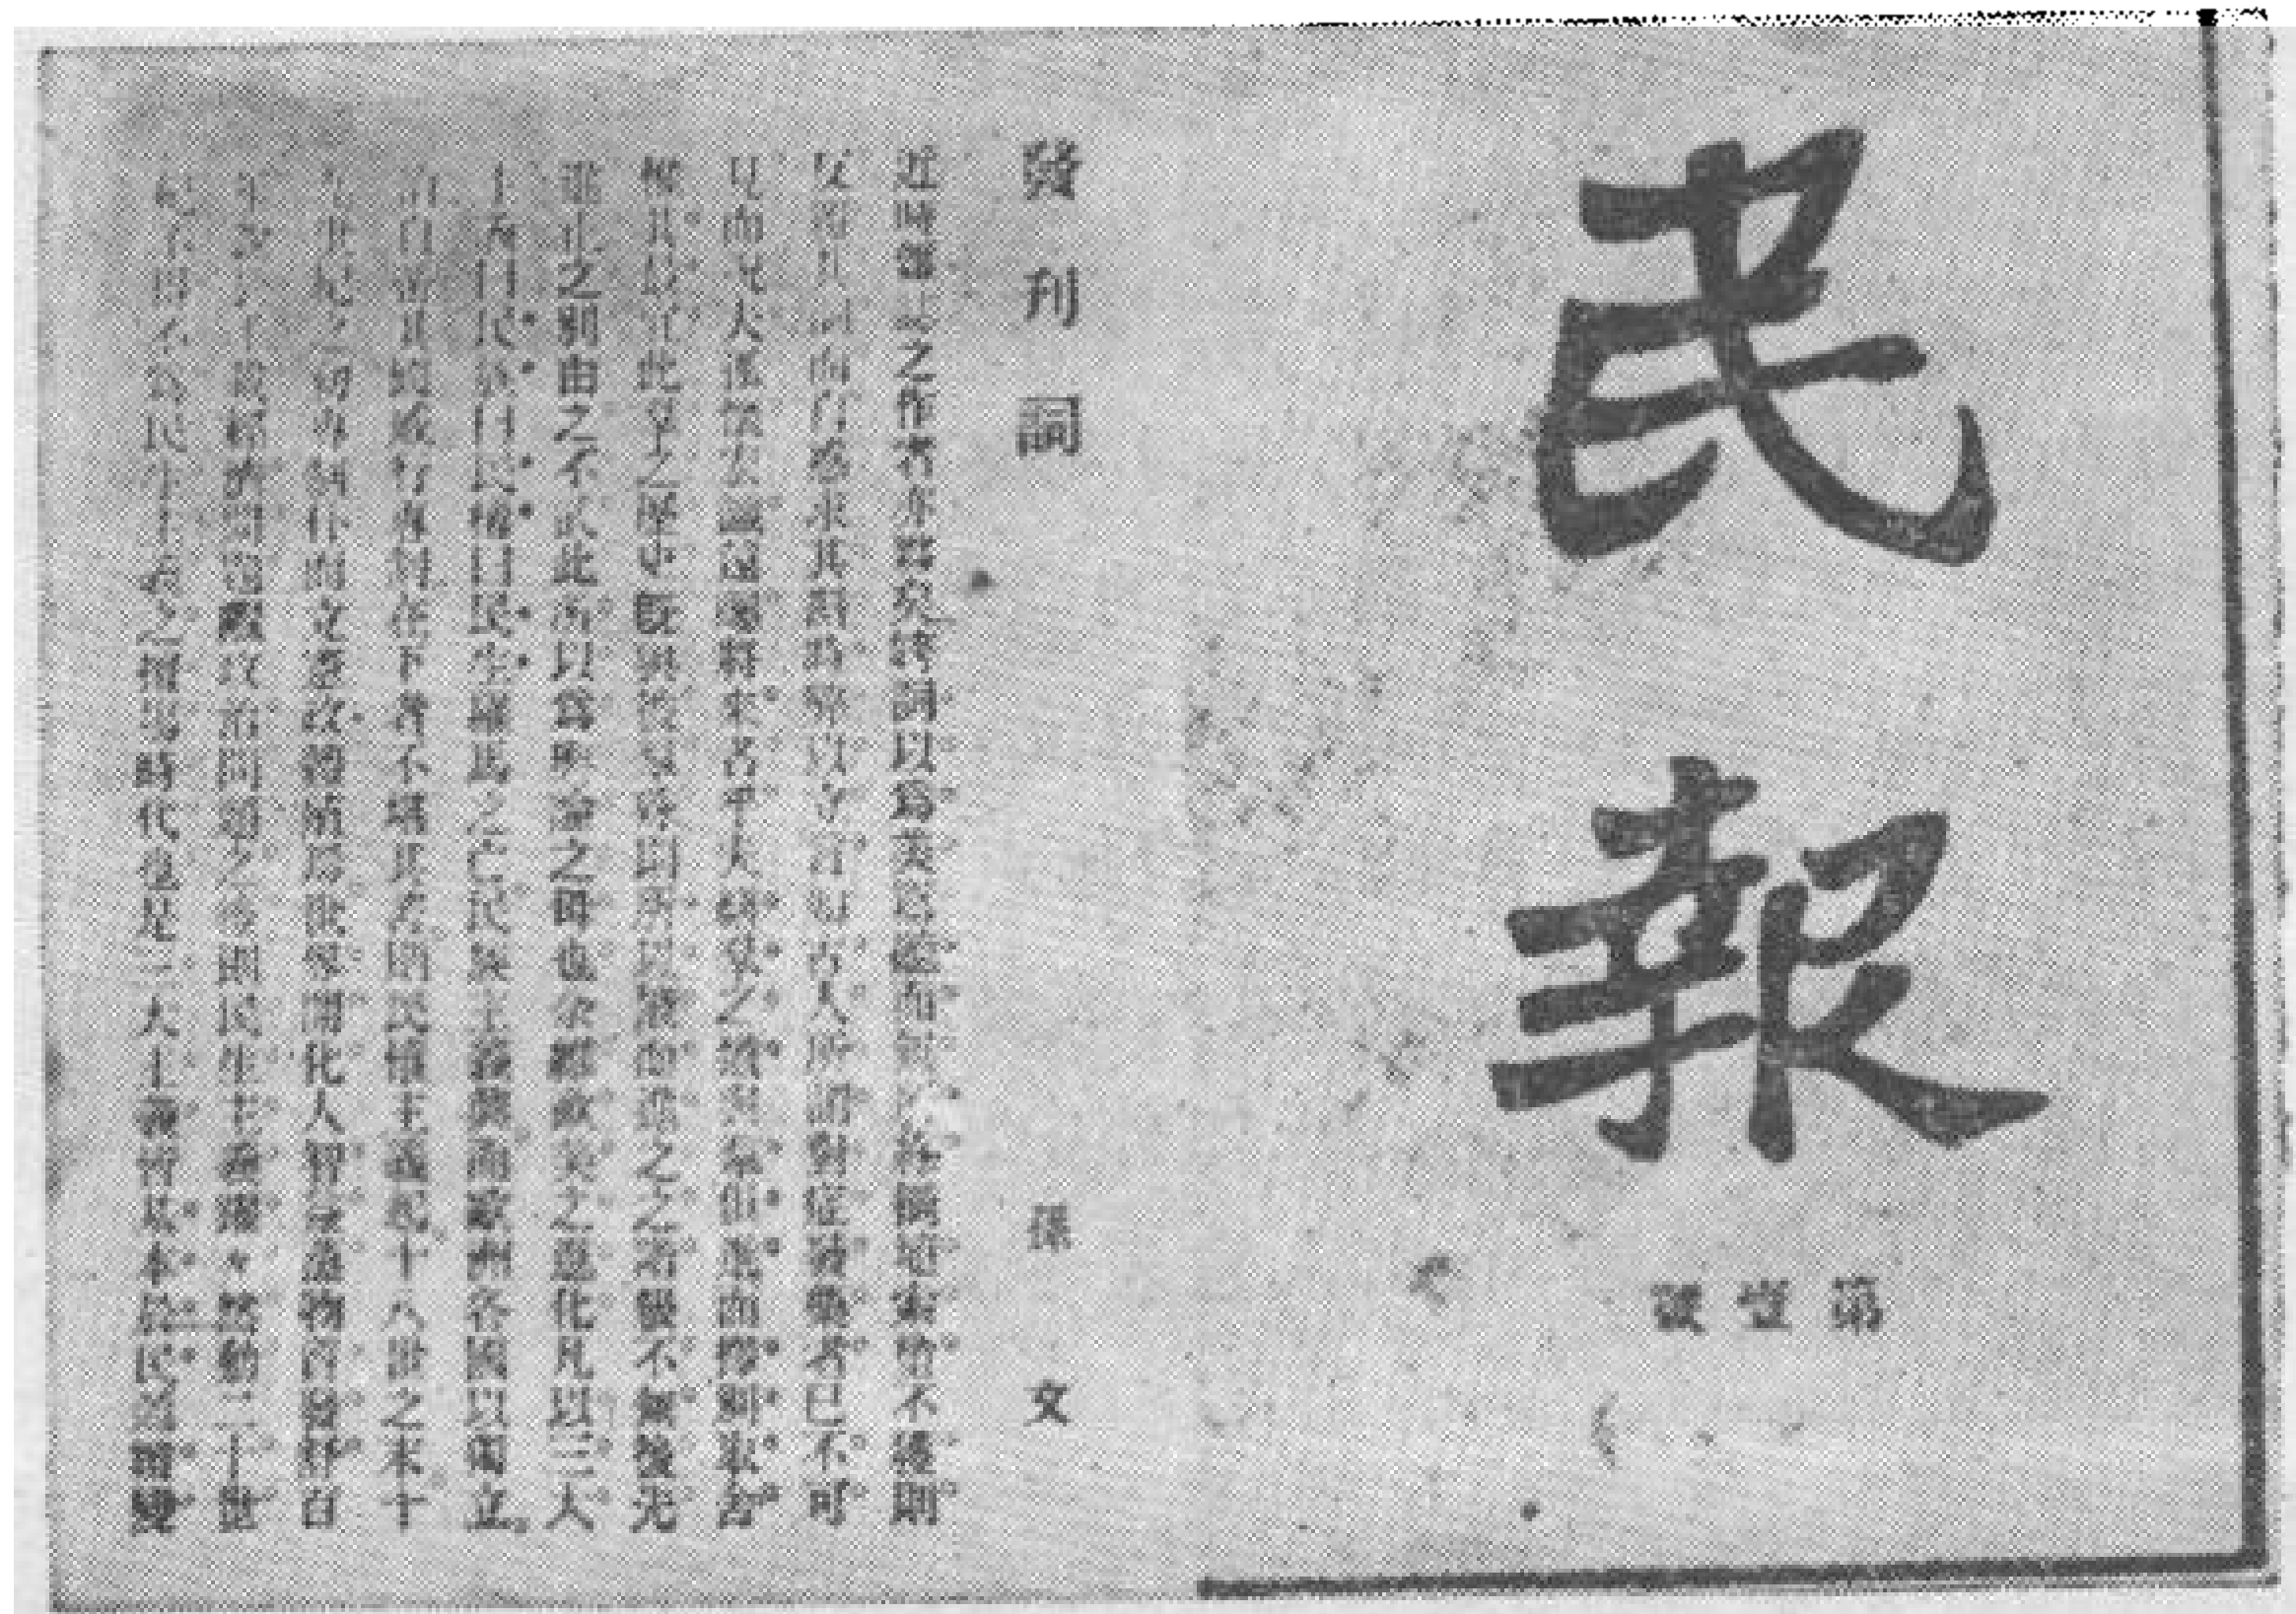 民報
第壹號
發刊詞
孫文
近時雜誌之作者亦夥矣姱詞以爲美囂聽而無所終摘埴索塗不獲則
反覆其詞而自惑求其斟時弊以立言如古人所謂對症發藥者已不可
見而况夫孤懷宏識遠矚將來者乎夫繕羣之道與羣俱進而擇別取舍
惟其最宜此羣之歷史旣與彼羣殊則所以掖而進之之階級不無後先
進止之別由之不貳此所以爲輿論之母也余維歐美之進化凡以三大
主義曰民族曰民權曰民生羅馬之亡民族主義興而歐洲各國以獨立
洎自帝其國威行專制在下者不堪其苦則民權主義起十八世之末十
九世紀之初專制仆而立憲政體殖焉世界開化人智益蒸物質發舒百
年銳於千載經濟問題繼政治問題之後則民生主義躍々然動二十世
紀不得不爲民生主義之擅場時代也是三大主義皆基本於民遞嬗變